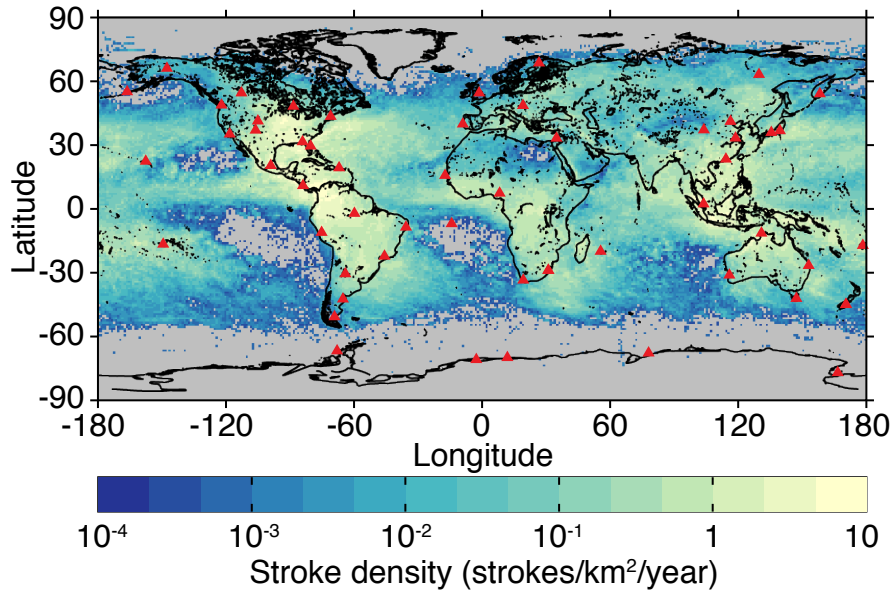 90
60
30
0
-30
-60
-90
Latitude
-180 -120 -60 0 60 120 180
Longitude
10⁻⁴ 10⁻³ 10⁻² 10⁻¹ 1 10
Stroke density (strokes/km²/year)